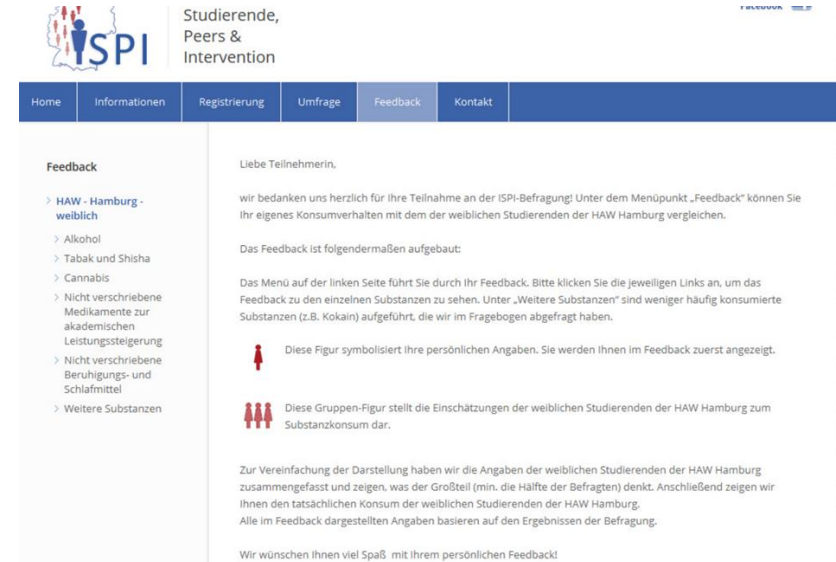 Facebook
ISPI
Studierende,
Peers &
Intervention
Home
Informationen
Registrierung
Umfrage
Feedback
Kontakt
Feedback
HAW - Hamburg -
weiblich
Alkohol
Tabak und Shisha
Cannabis
Nicht verschriebene
Medikamente zur
akademischen
Leistungssteigerung
Nicht verschriebene
Beruhigungs- und
Schlafmittel
Weitere Substanzen
Liebe Teilnehmerin,
wir bedanken uns herzlich für Ihre Teilnahme an der ISPI-Befragung! Unter dem Menüpunkt „Feedback“ können Sie
Ihr eigenes Konsumverhalten mit dem der weiblichen Studierenden der HAW Hamburg vergleichen.
Das Feedback ist folgendermaßen aufgebaut:
Das Menü auf der linken Seite führt Sie durch Ihr Feedback. Bitte klicken Sie die jeweiligen Links an, um das
Feedback zu den einzelnen Substanzen zu sehen. Unter „Weitere Substanzen“ sind weniger häufig konsumierte
Substanzen (z.B. Kokain) aufgeführt, die wir im Fragebogen abgefragt haben.
Diese Figur symbolisiert Ihre persönlichen Angaben. Sie werden Ihnen im Feedback zuerst angezeigt.
Diese Gruppen-Figur stellt die Einschätzungen der weiblichen Studierenden der HAW Hamburg zum
Substanzkonsum dar.
Zur Vereinfachung der Darstellung haben wir die Angaben der weiblichen Studierenden der HAW Hamburg
zusammengefasst und zeigen, was der Großteil (min. die Hälfte der Befragten) denkt. Anschließend zeigen wir
Ihnen den tatsächlichen Konsum der weiblichen Studierenden der HAW Hamburg.
Alle im Feedback dargestellten Angaben basieren auf den Ergebnissen der Befragung.
Wir wünschen Ihnen viel Spaß mit Ihrem persönlichen Feedback!